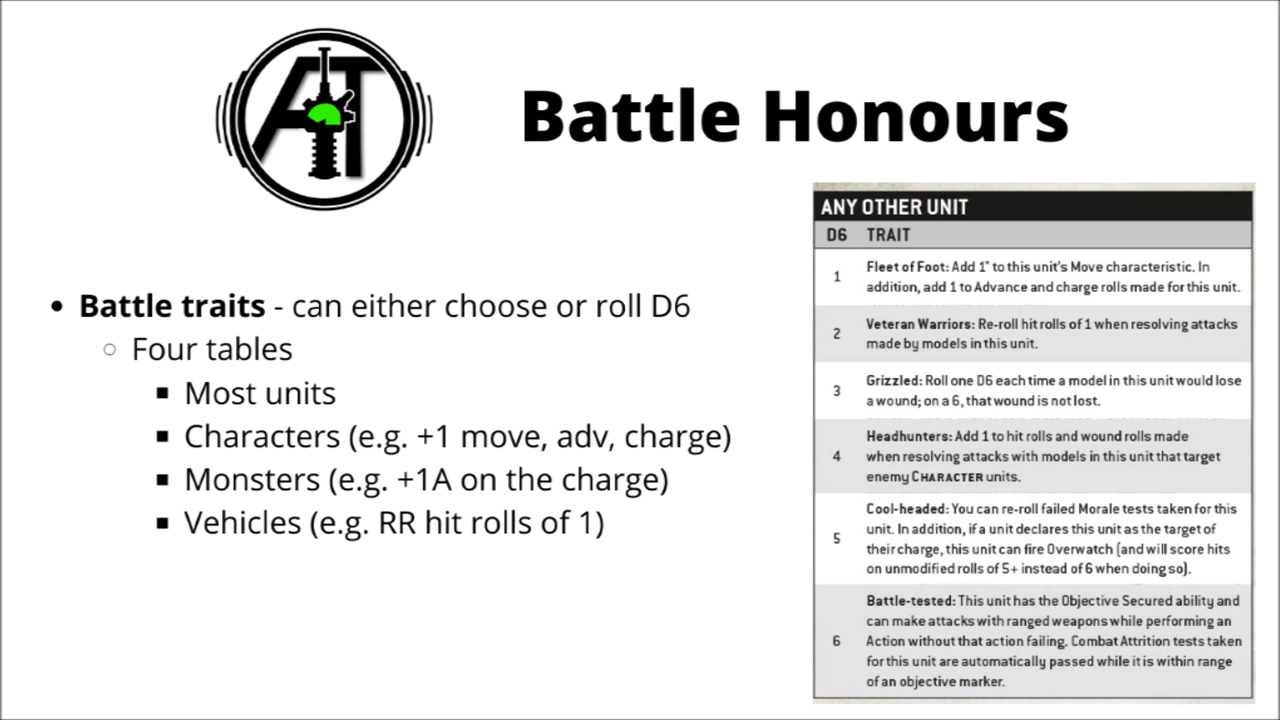 AT
Battle Honours
• Battle traits - can either choose or roll D6
○ Four tables
■ Most units
■ Characters (e.g. +1 move, adv, charge)
■ Monsters (e.g. +1A on the charge)
■ Vehicles (e.g. RR hit rolls of 1)
ANY OTHER UNIT
D6 TRAIT
1 Fleet of Foot: Add 1" to this unit's Move characteristic. In
addition, add 1 to Advance and charge rolls made for this unit.
2 Veteran Warriors: Re-roll hit rolls of 1 when resolving attacks
made by models in this unit.
3 Grizzled: Roll one D6 each time a model in this unit would lose
a wound; on a 6, that wound is not lost.
4 Headhunters: Add 1 to hit rolls and wound rolls made
when resolving attacks with models in this unit that target
enemy CHARACTER units.
5 Cool-headed: You can re-roll failed Morale tests taken for this
unit. In addition, if a unit declares this unit as the target of
their charge, this unit can fire Overwatch (and will score hits
on unmodified rolls of 5+ instead of 6 when doing so).
6 Battle-tested: This unit has the Objective Secured ability and
can make attacks with ranged weapons while performing an
Action without that action failing. Combat Attrition tests taken
for this unit are automatically passed while it is within range
of an objective marker.